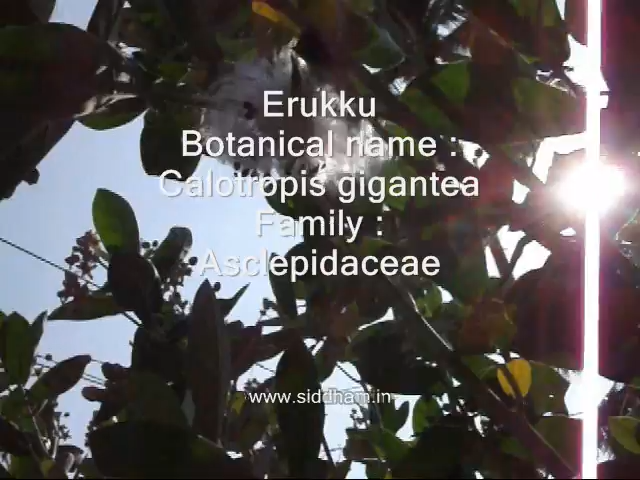 Erukku
Botanical name :
Calotropis gigantea
Family :
Asclepidaceae
www.siddham.in